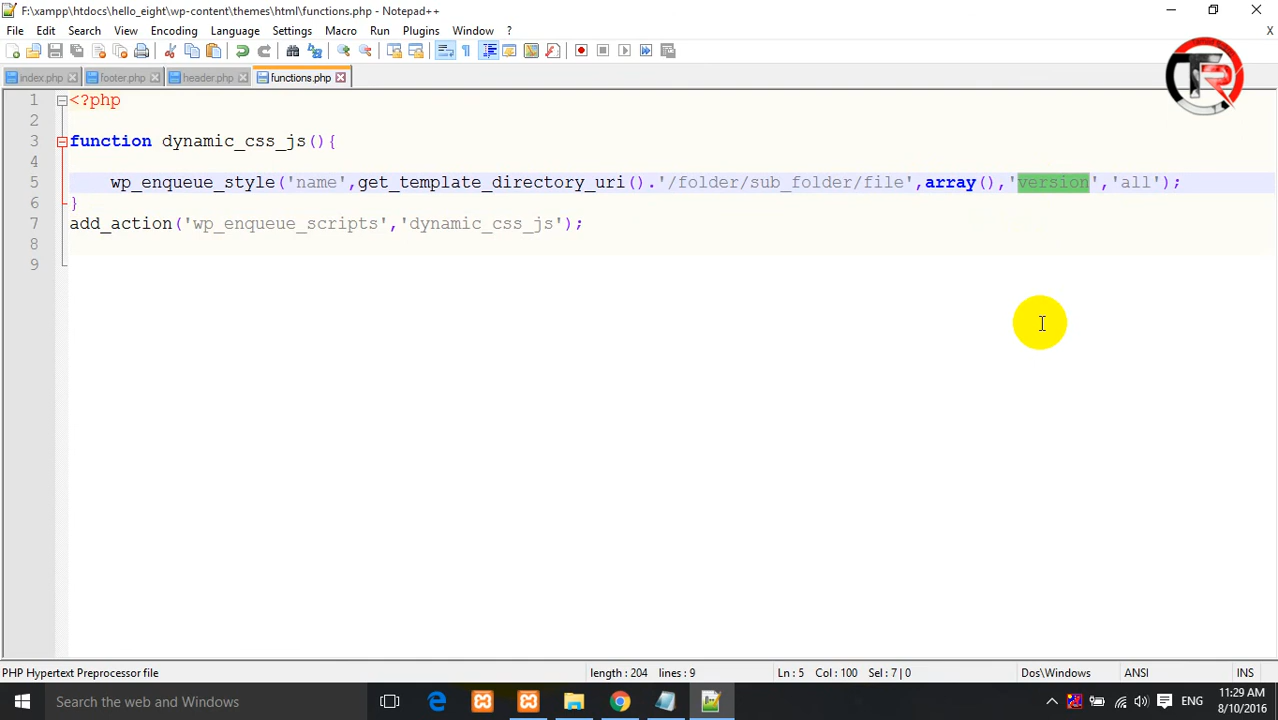 F:\xampp\htdocs\hello_eight\wp-content\themes\html\functions.php - Notepad++
File Edit Search View Encoding Language Settings Macro Run Plugins Window ? X
index.php footer.php header.php functions.php
1 <?php
2
3 function dynamic_css_js(){
4
5 wp_enqueue_style('name',get_template_directory_uri().'/folder/sub_folder/file',array(),'version','all');
6 }
7 add_action('wp_enqueue_scripts','dynamic_css_js');
8
9
PHP Hypertext Preprocessor file length : 204 lines : 9 Ln : 5 Col : 100 Sel : 7 | 0 Dos\Windows ANSI INS
Search the web and Windows ENG 11:29 AM
8/10/2016